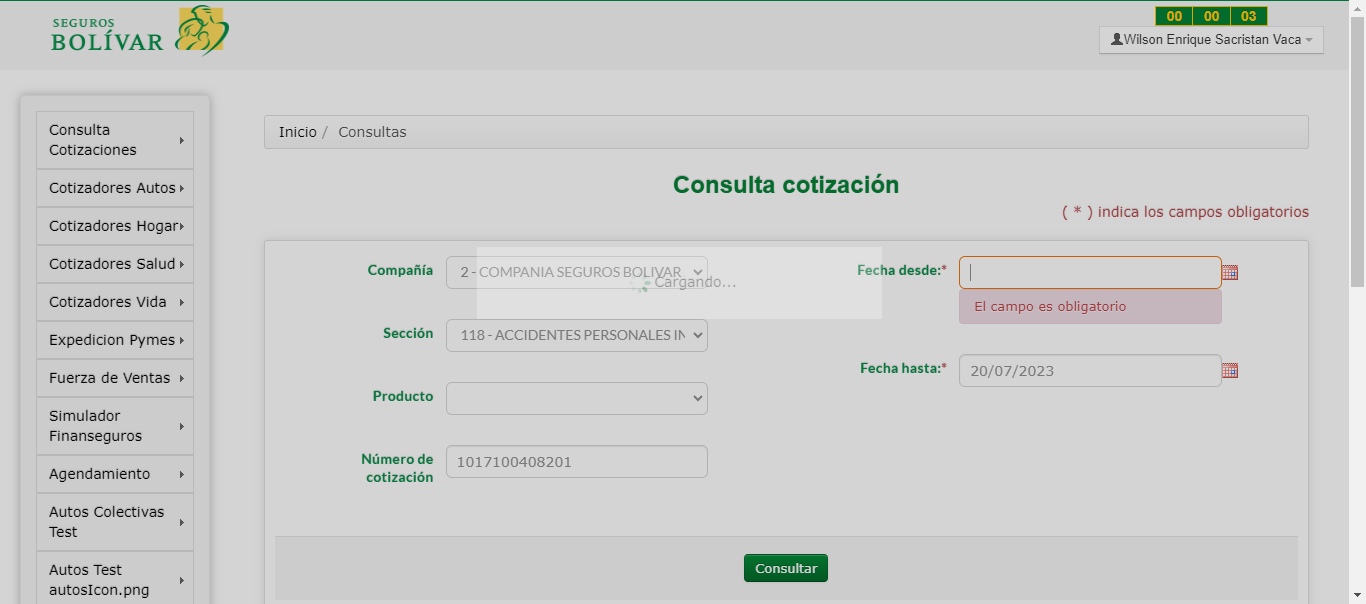 SEGUROS
BOLÍVAR
00 00 03
Wilson Enrique Sacristan Vaca
Consulta
Cotizaciones
Cotizadores Autos
Cotizadores Hogar
Cotizadores Salud
Cotizadores Vida
Expedicion Pymes
Fuerza de Ventas
Simulador
Finanseguros
Agendamiento
Autos Colectivas
Test
Autos Test
autosIcon.png
Inicio / Consultas
Consulta cotización
( * ) indica los campos obligatorios
Compañía
2 - COMPANIA SEGUROS BOLIVAR
Cargando...
Fecha desde:*
El campo es obligatorio
Sección
118 - ACCIDENTES PERSONALES IN
Fecha hasta:*
20/07/2023
Producto
Número de
cotización
1017100408201
Consultar